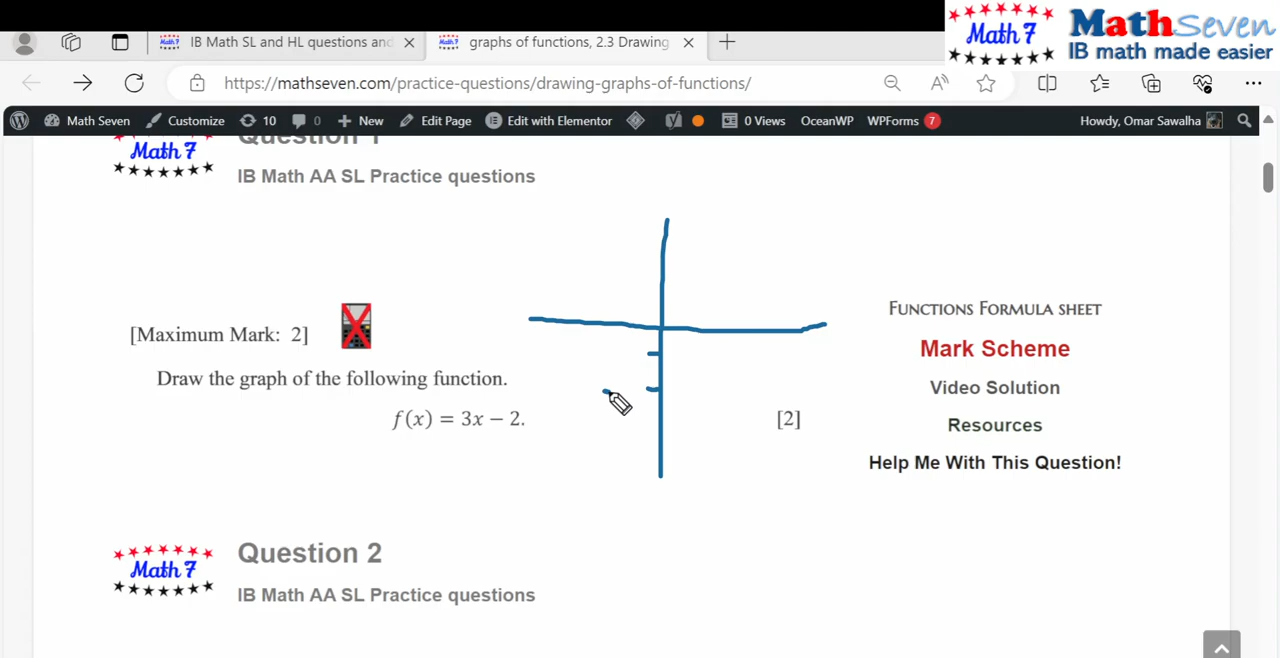 Math 7
MathSeven
IB math made easier
IB Math SL and HL questions and
graphs of functions, 2.3 Drawing
https://mathseven.com/practice-questions/drawing-graphs-of-functions/
Math Seven Customize 10 0 New Edit Page Edit with Elementor 0 Views OceanWP WPForms 7 Howdy, Omar Sawalha
Math 7
Question 1
IB Math AA SL Practice questions
[Maximum Mark: 2]
Draw the graph of the following function.
f(x) = 3x − 2.
[2]
Functions Formula sheet
Mark Scheme
Video Solution
Resources
Help Me With This Question!
Math 7
Question 2
IB Math AA SL Practice questions